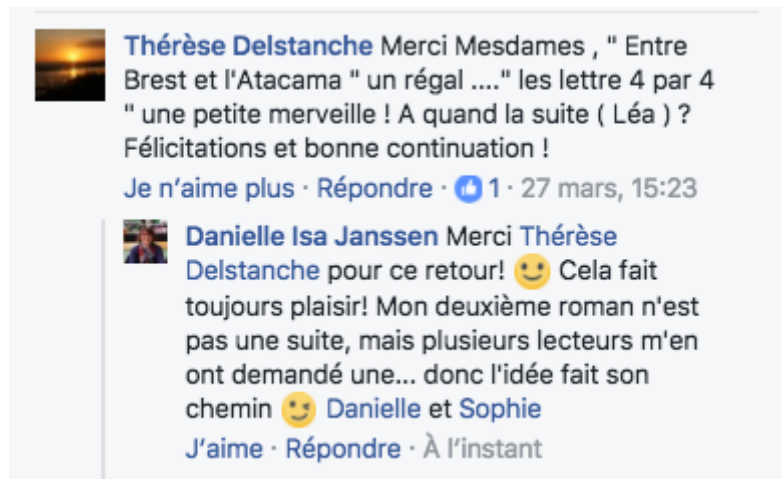 Thérèse Delstanche Merci Mesdames , " Entre
Brest et l'Atacama " un régal ...." les lettre 4 par 4
" une petite merveille ! A quand la suite ( Léa ) ?
Félicitations et bonne continuation !
Je n'aime plus · Répondre · 1 · 27 mars, 15:23
Danielle Isa Janssen Merci Thérèse
Delstanche pour ce retour! Cela fait
toujours plaisir! Mon deuxième roman n'est
pas une suite, mais plusieurs lecteurs m'en
ont demandé une... donc l'idée fait son
chemin Danielle et Sophie
J'aime · Répondre · À l'instant